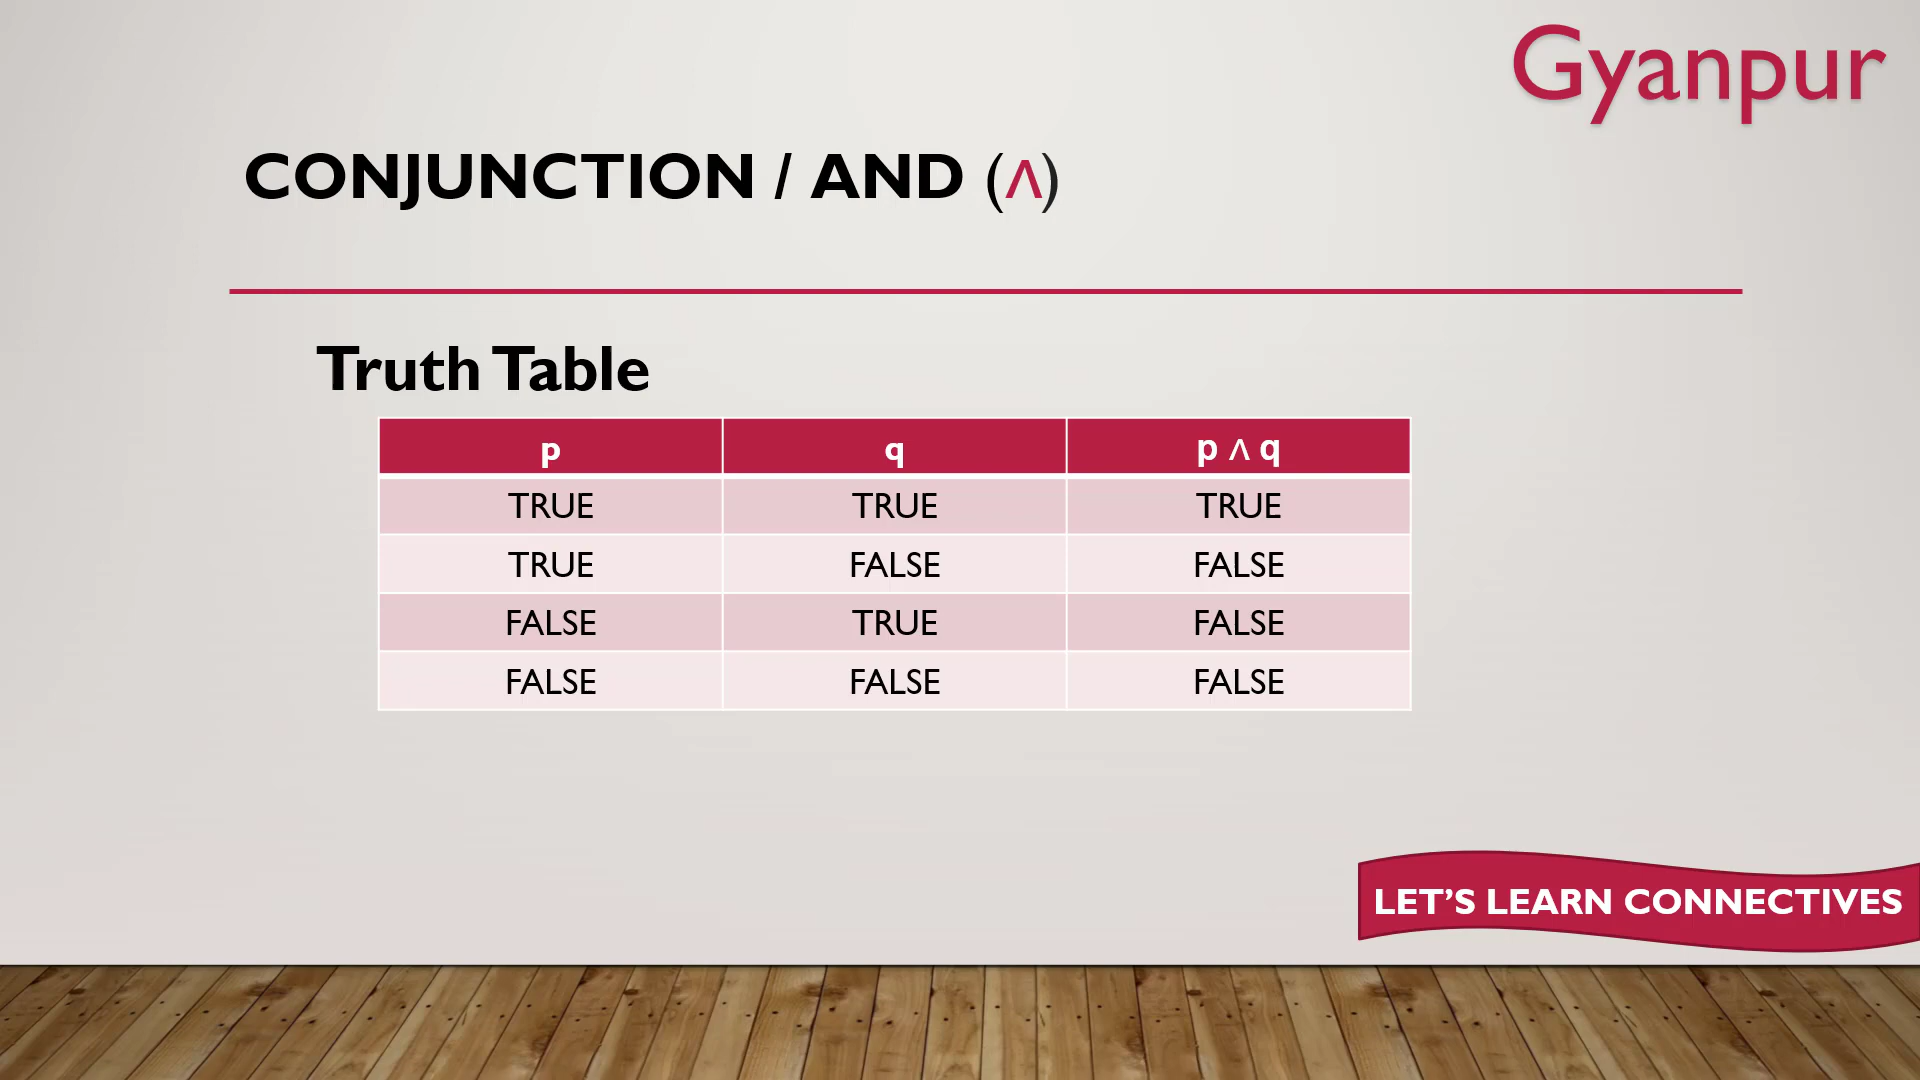 Gyanpur
CONJUNCTION / AND (∧)
Truth Table
p q p ∧ q
TRUE TRUE TRUE
TRUE FALSE FALSE
FALSE TRUE FALSE
FALSE FALSE FALSE
LET’S LEARN CONNECTIVES